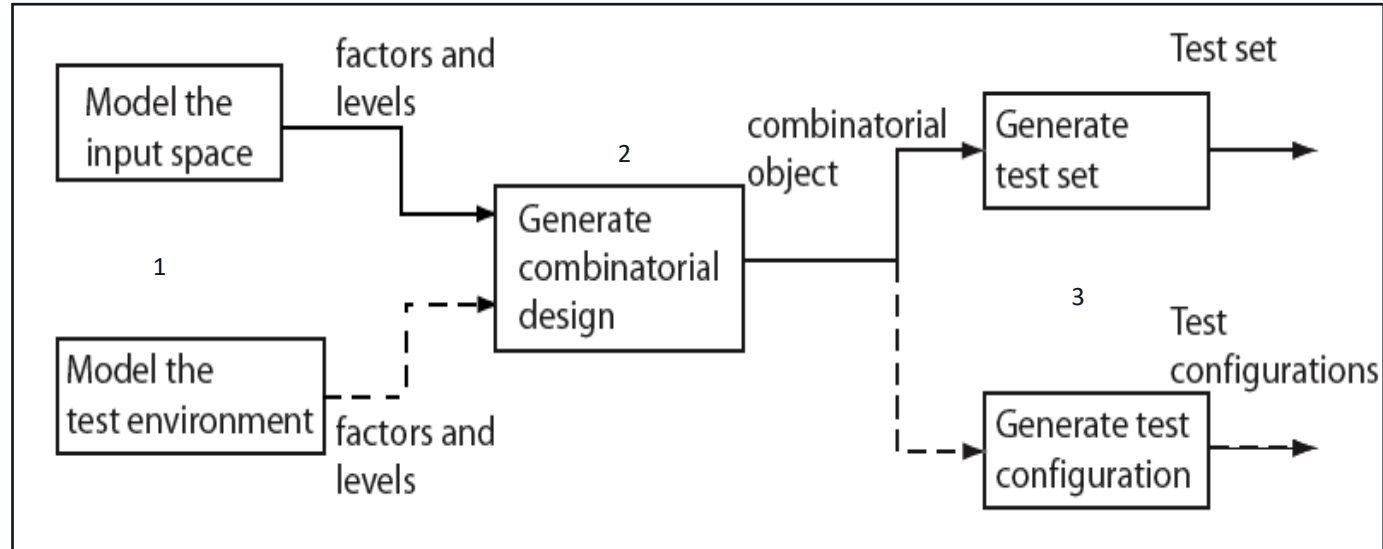 Model the
input space
factors and
levels
1
Model the
test environment
factors and
levels
2
Generate
combinatorial
design
combinatorial
object
Generate
test set
Test set
3
Generate test
configuration
Test
configurations